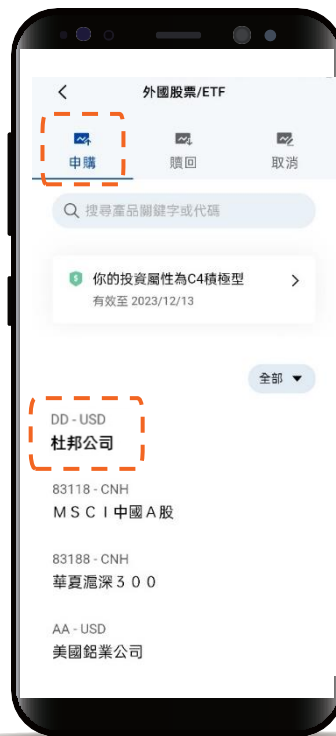 外國股票/ETF
申購 贖回 取消
搜尋產品關鍵字或代碼
你的投資屬性為C4積極型
有效至 2023/12/13
全部
DD - USD
杜邦公司
83118 - CNH
ＭＳＣＩ中國Ａ股
83188 - CNH
華夏滬深３００
AA - USD
美國鋁業公司